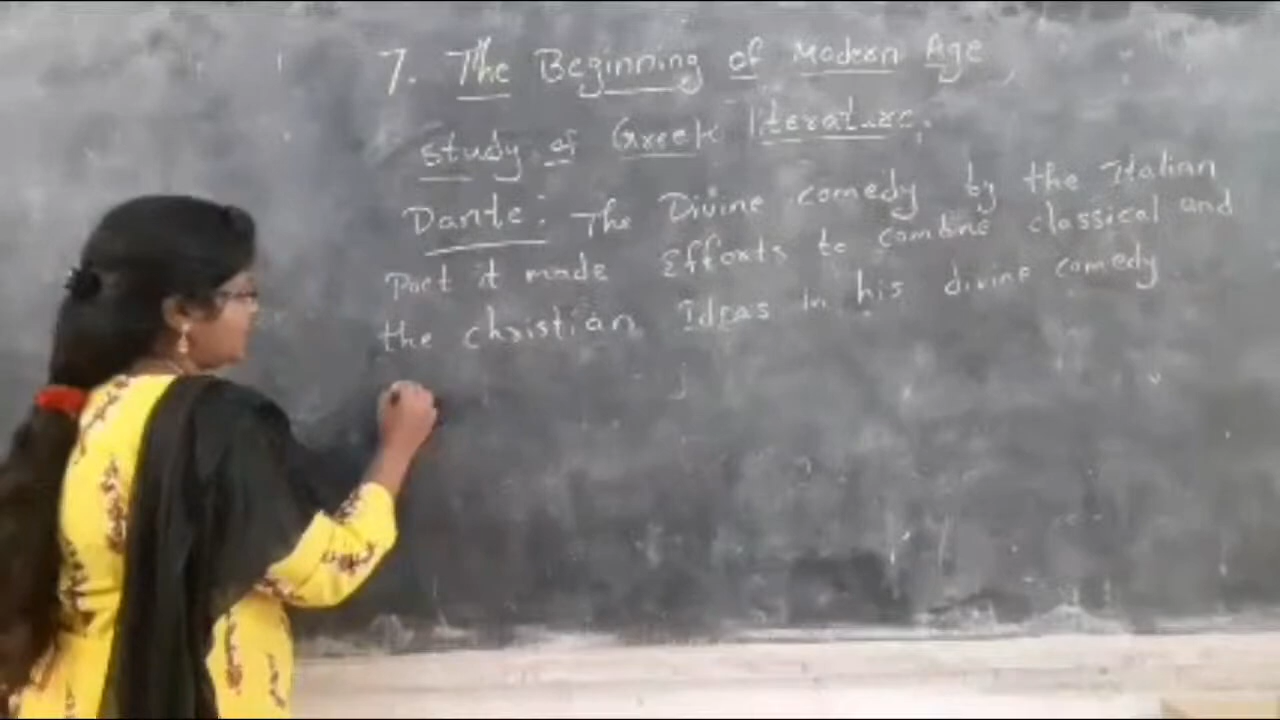 7. The Beginning of Modern Age
Study of Greek literature,
Dante: The Divine comedy by the Italian
Poet it made Efforts to combine classical and
the christian Ideas in his divine comedy